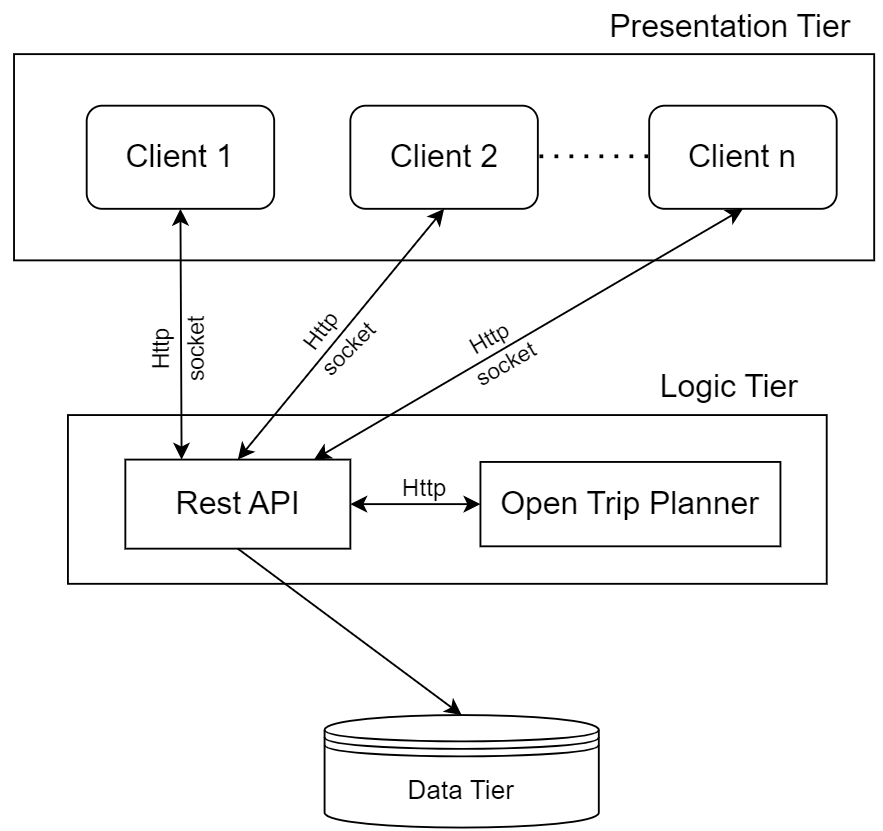 Presentation Tier
Client 1
Client 2
Client n
Http
socket
Http
socket
Http
socket
Logic Tier
Rest API
Http
Open Trip Planner
Data Tier